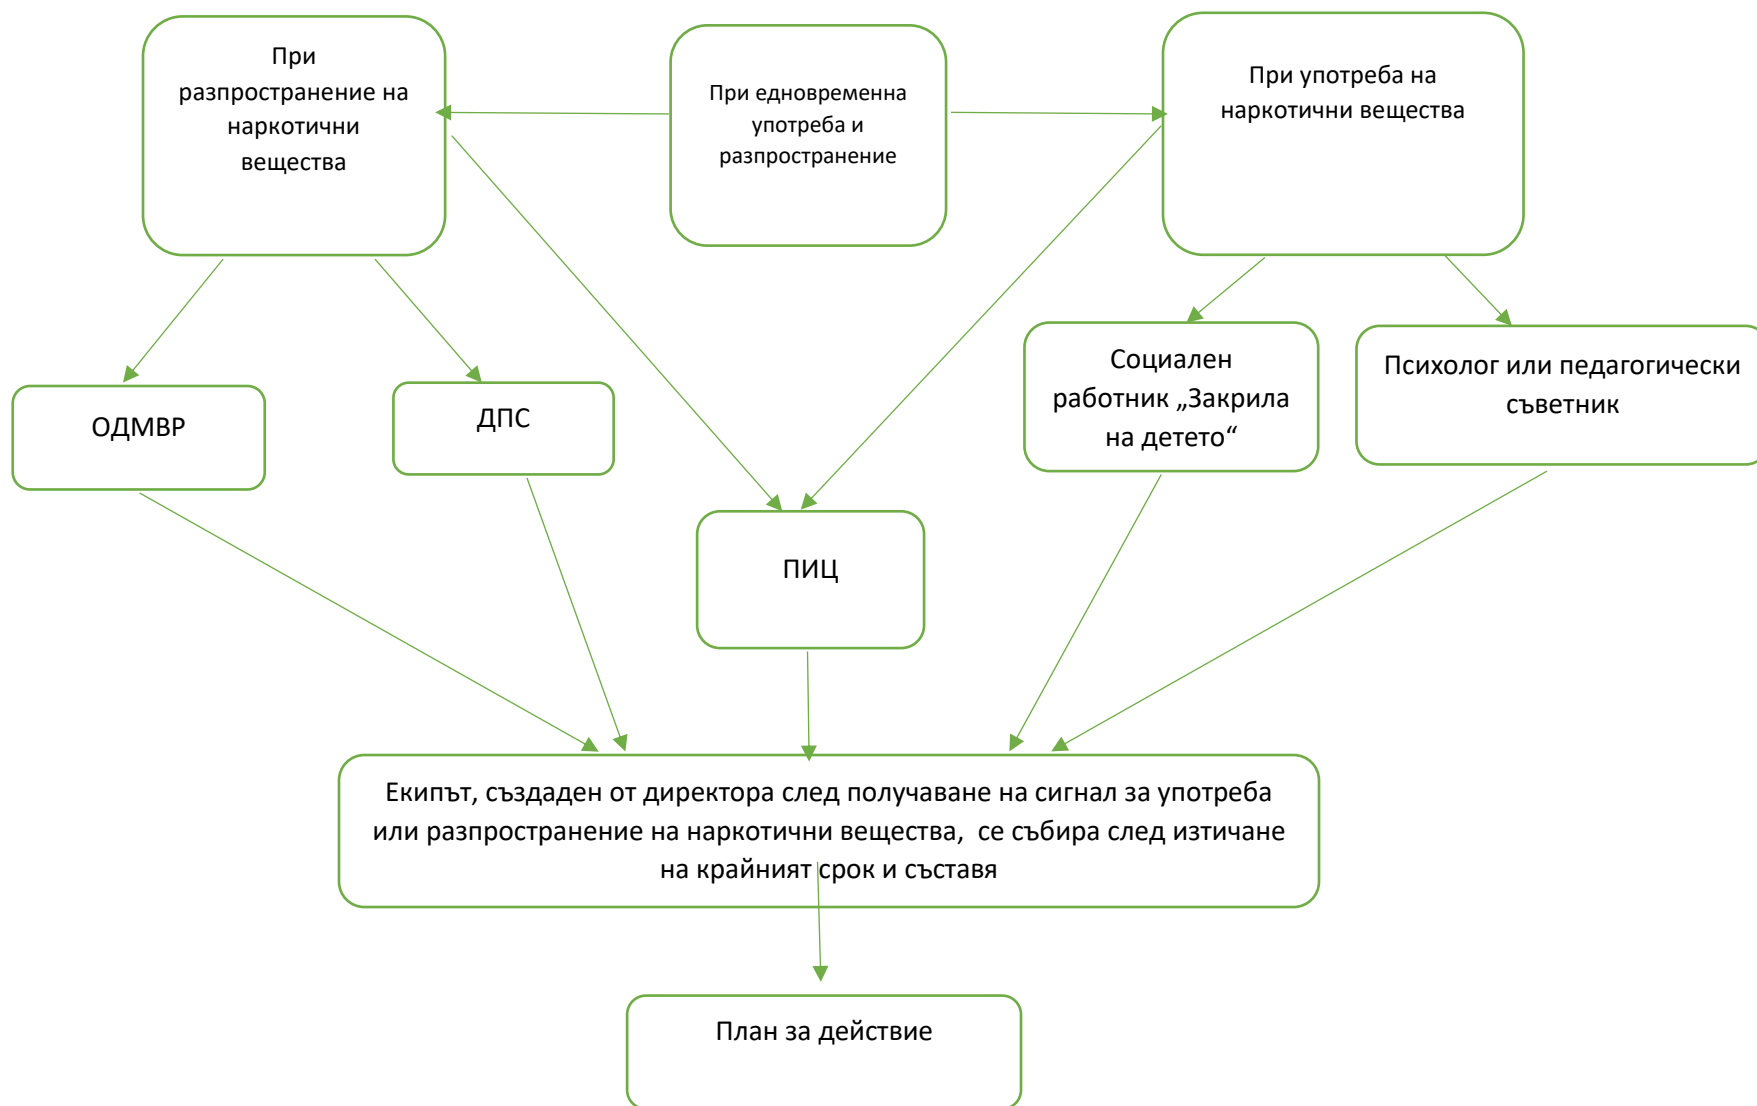 При
разпространение на
наркотични
вещества
При едновременна
употреба и
разпространение
При употреба на
наркотични вещества
ОДМВР
ДПС
ПИЦ
Социален
работник „Закрила
на детето“
Психолог или педагогически
съветник
Екипът, създаден от директора след получаване на сигнал за употреба
или разпространение на наркотични вещества, се събира след изтичане
на крайният срок и съставя
План за действие